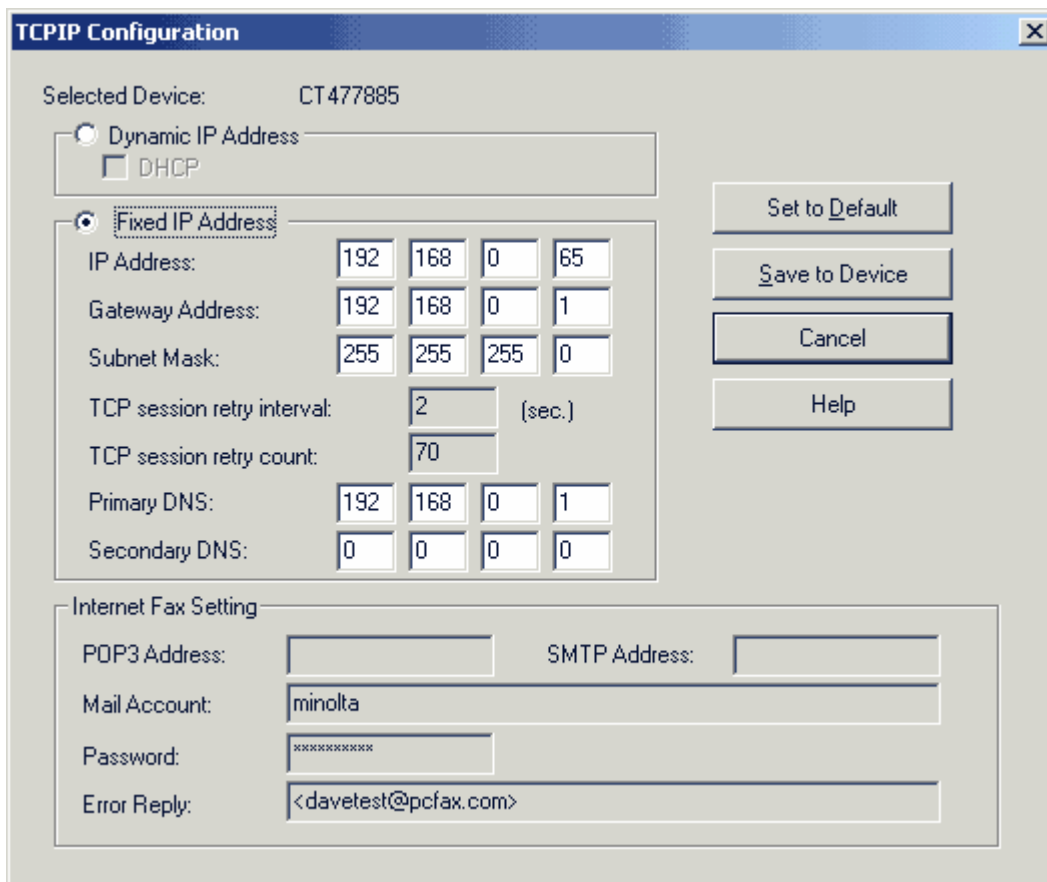 TCPIP Configuration
Selected Device: CT477885
Dynamic IP Address
DHCP
Fixed IP Address
IP Address: 192 168 0 65
Gateway Address: 192 168 0 1
Subnet Mask: 255 255 255 0
TCP session retry interval: 2 (sec.)
TCP session retry count: 70
Primary DNS: 192 168 0 1
Secondary DNS: 0 0 0 0
Set to Default
Save to Device
Cancel
Help
Internet Fax Setting
POP3 Address: SMTP Address:
Mail Account: minolta
Password: **********
Error Reply: <davetest@pcfax.com>